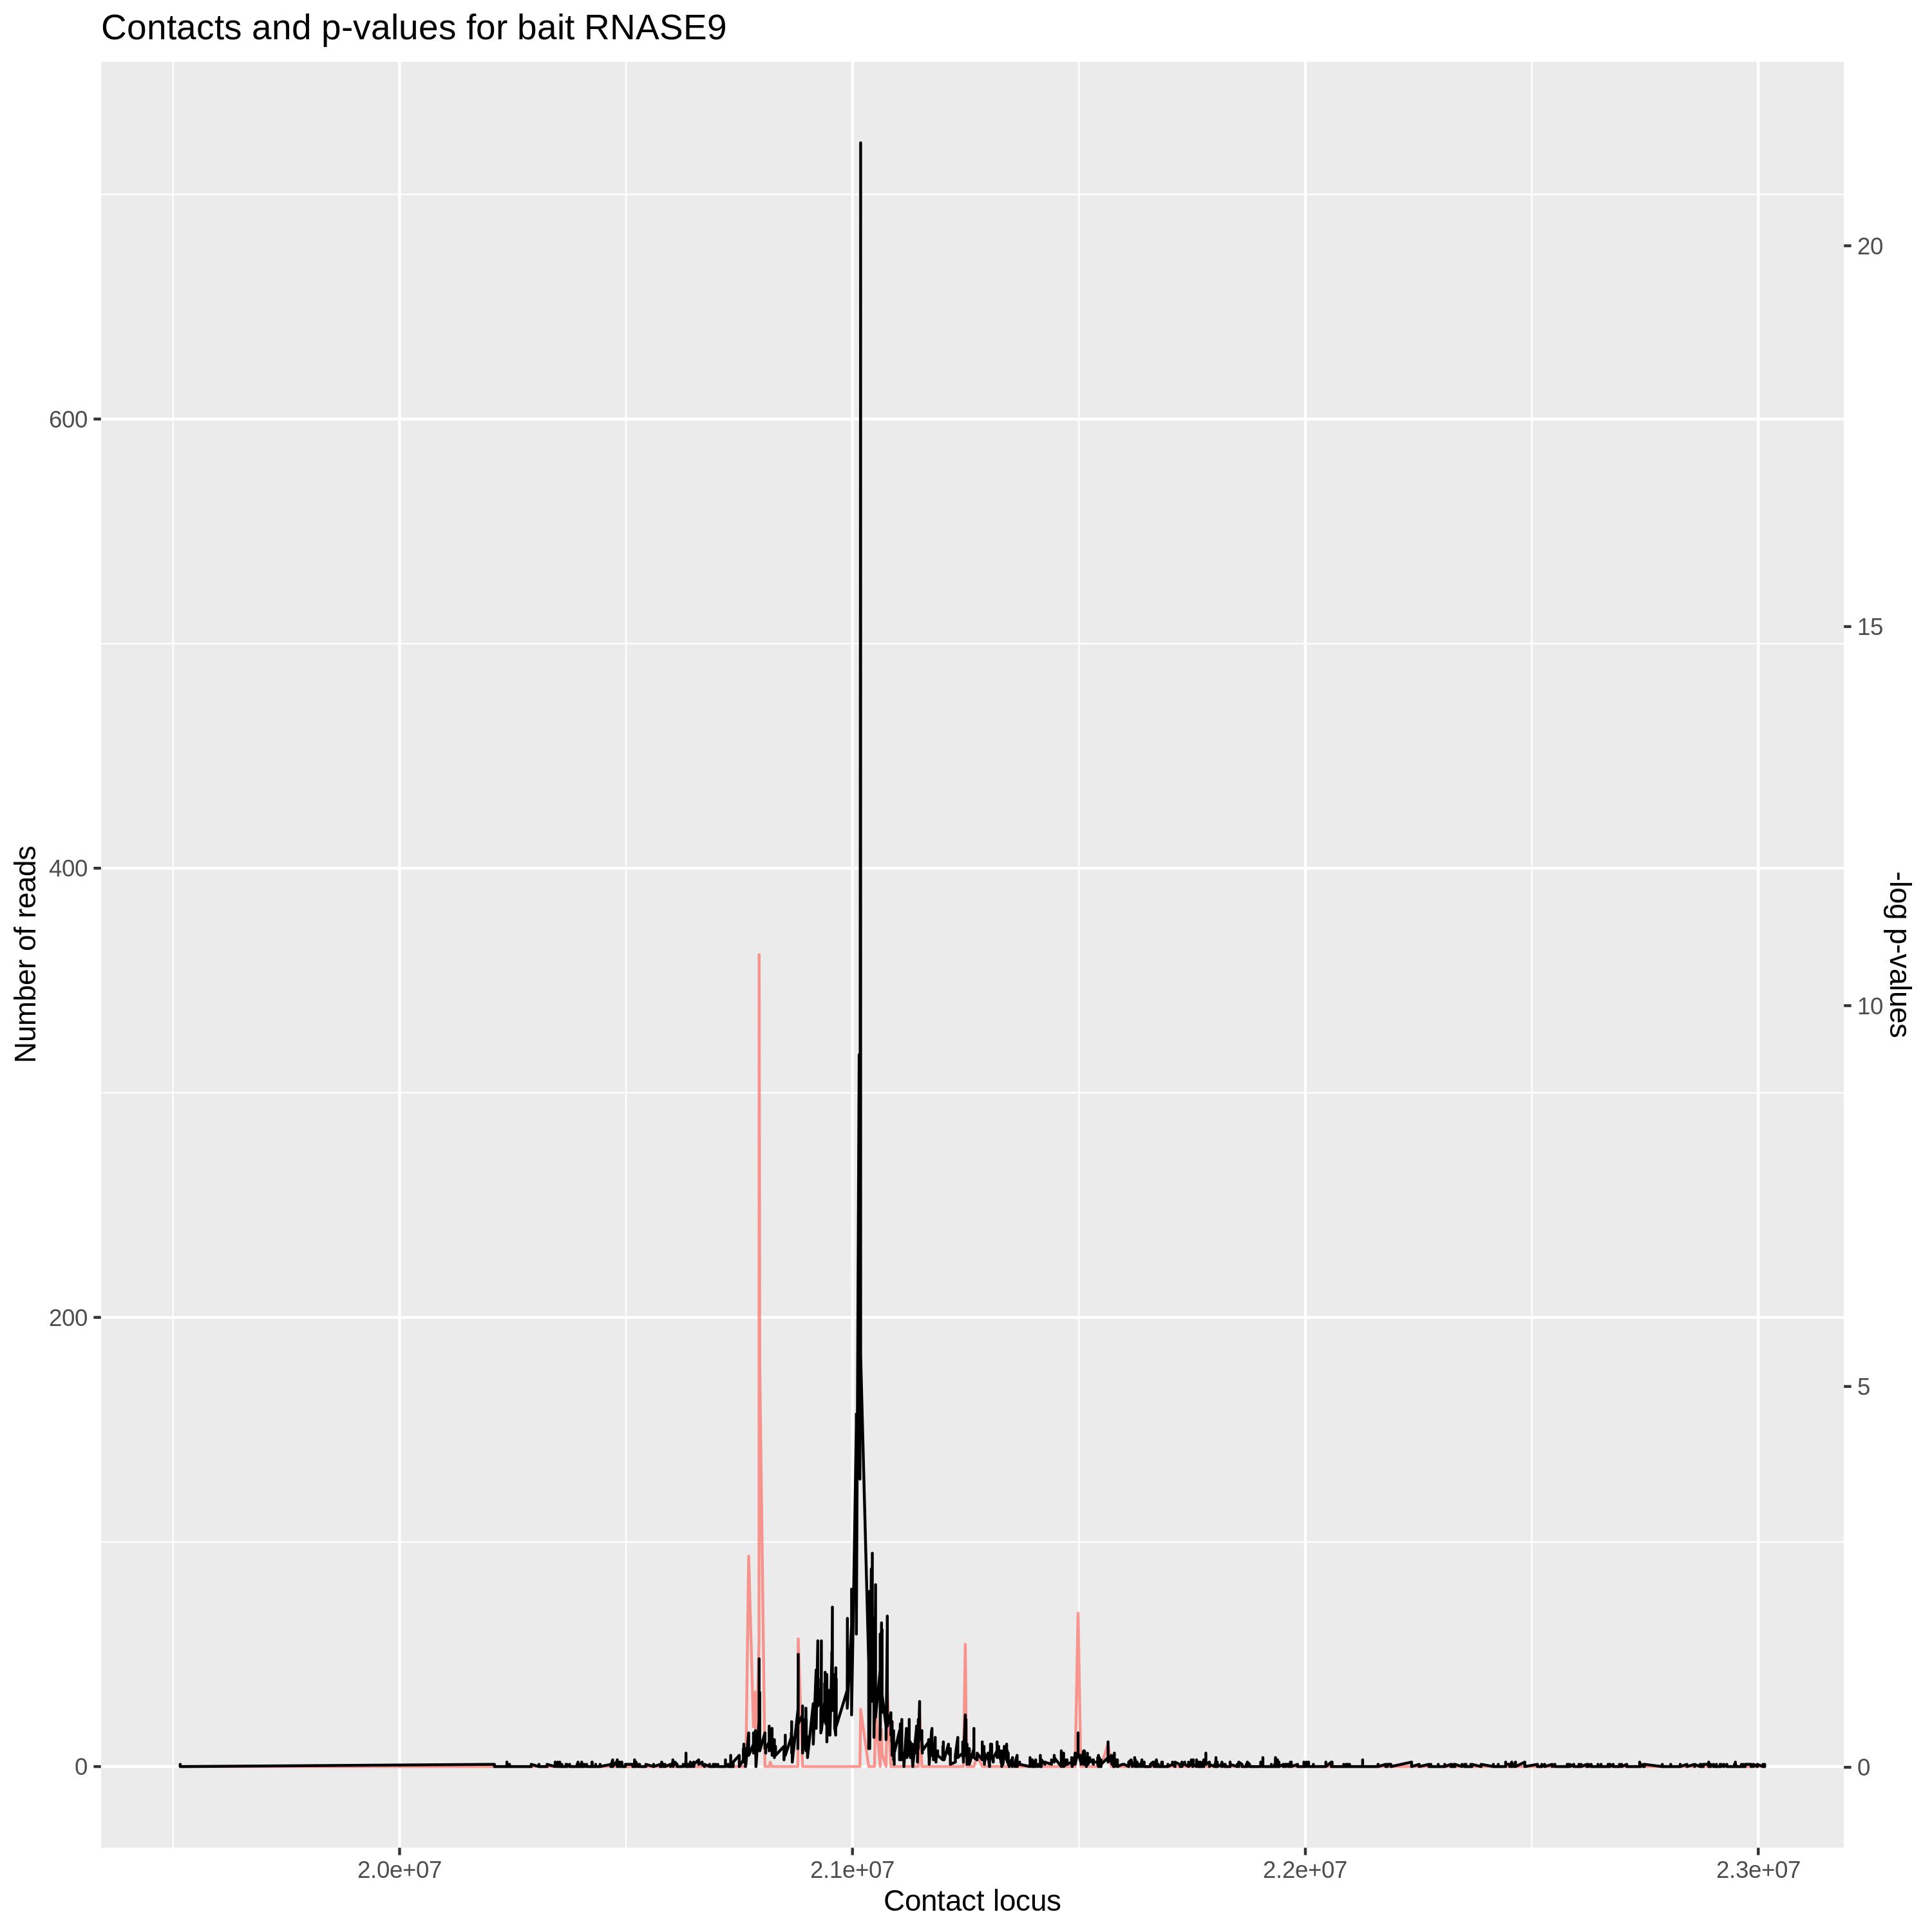 Contacts and p-values for bait RNASE9
600
400
200
0
Number of reads
20
15
10
5
0
-log p-values
2.0e+07
2.1e+07
2.2e+07
2.3e+07
Contact locus